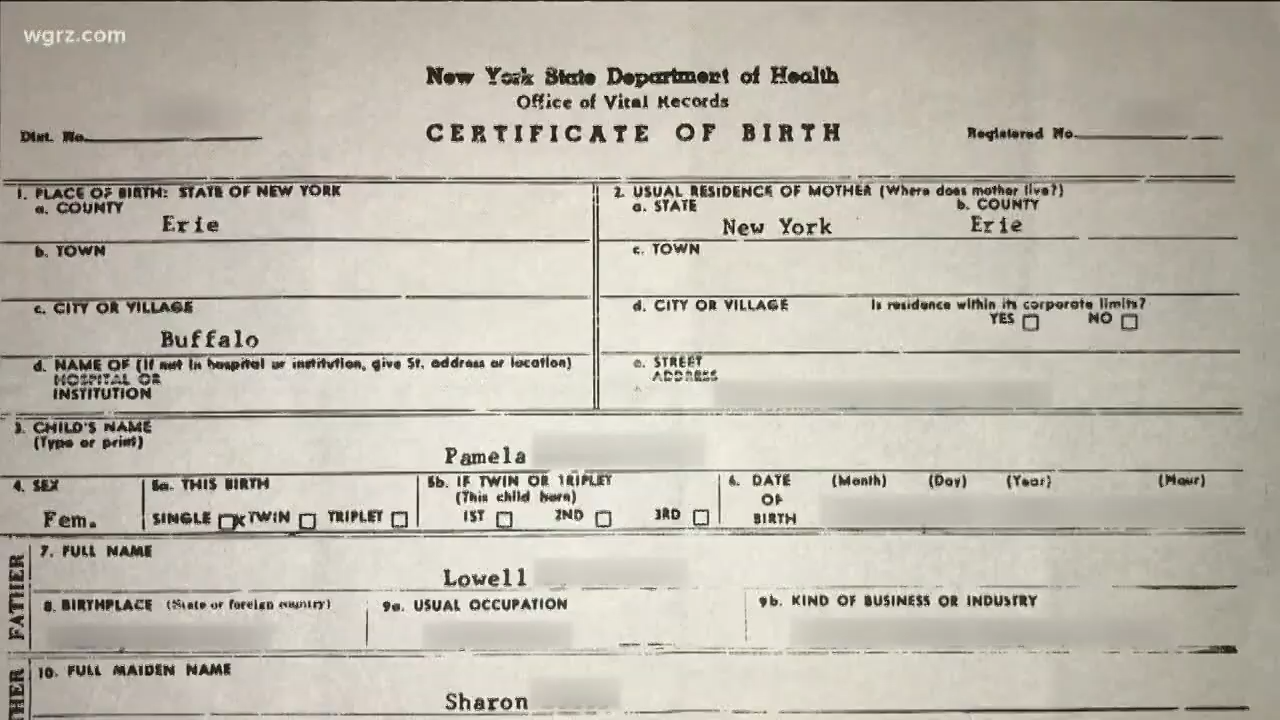 wgrz.com
New York State Department of Health
Office of Vital Records
Dist. No. CERTIFICATE OF BIRTH Registered No.
1. PLACE OF BIRTH: STATE OF NEW YORK
a. COUNTY
Erie
b. TOWN
c. CITY OR VILLAGE
Buffalo
d. NAME OF (If not in hospital or institution, give St. address or location)
HOSPITAL OR
INSTITUTION
2. USUAL RESIDENCE OF MOTHER (Where does mother live?)
a. STATE b. COUNTY
New York Erie
c. TOWN
d. CITY OR VILLAGE Is residence within its corporate limits?
YES NO
e. STREET
ADDRESS
3. CHILD'S NAME
(Type or print)
Pamela
4. SEX
Fem.
5a. THIS BIRTH
SINGLE X TWIN TRIPLET
5b. IF TWIN OR TRIPLET
(This child born)
1ST 2ND 3RD
6. DATE (Month) (Day) (Year) (Hour)
OF
BIRTH
FATHER
7. FULL NAME
Lowell
8. BIRTHPLACE (State or foreign country)
9a. USUAL OCCUPATION
9b. KIND OF BUSINESS OR INDUSTRY
THER
10. FULL MAIDEN NAME
Sharon